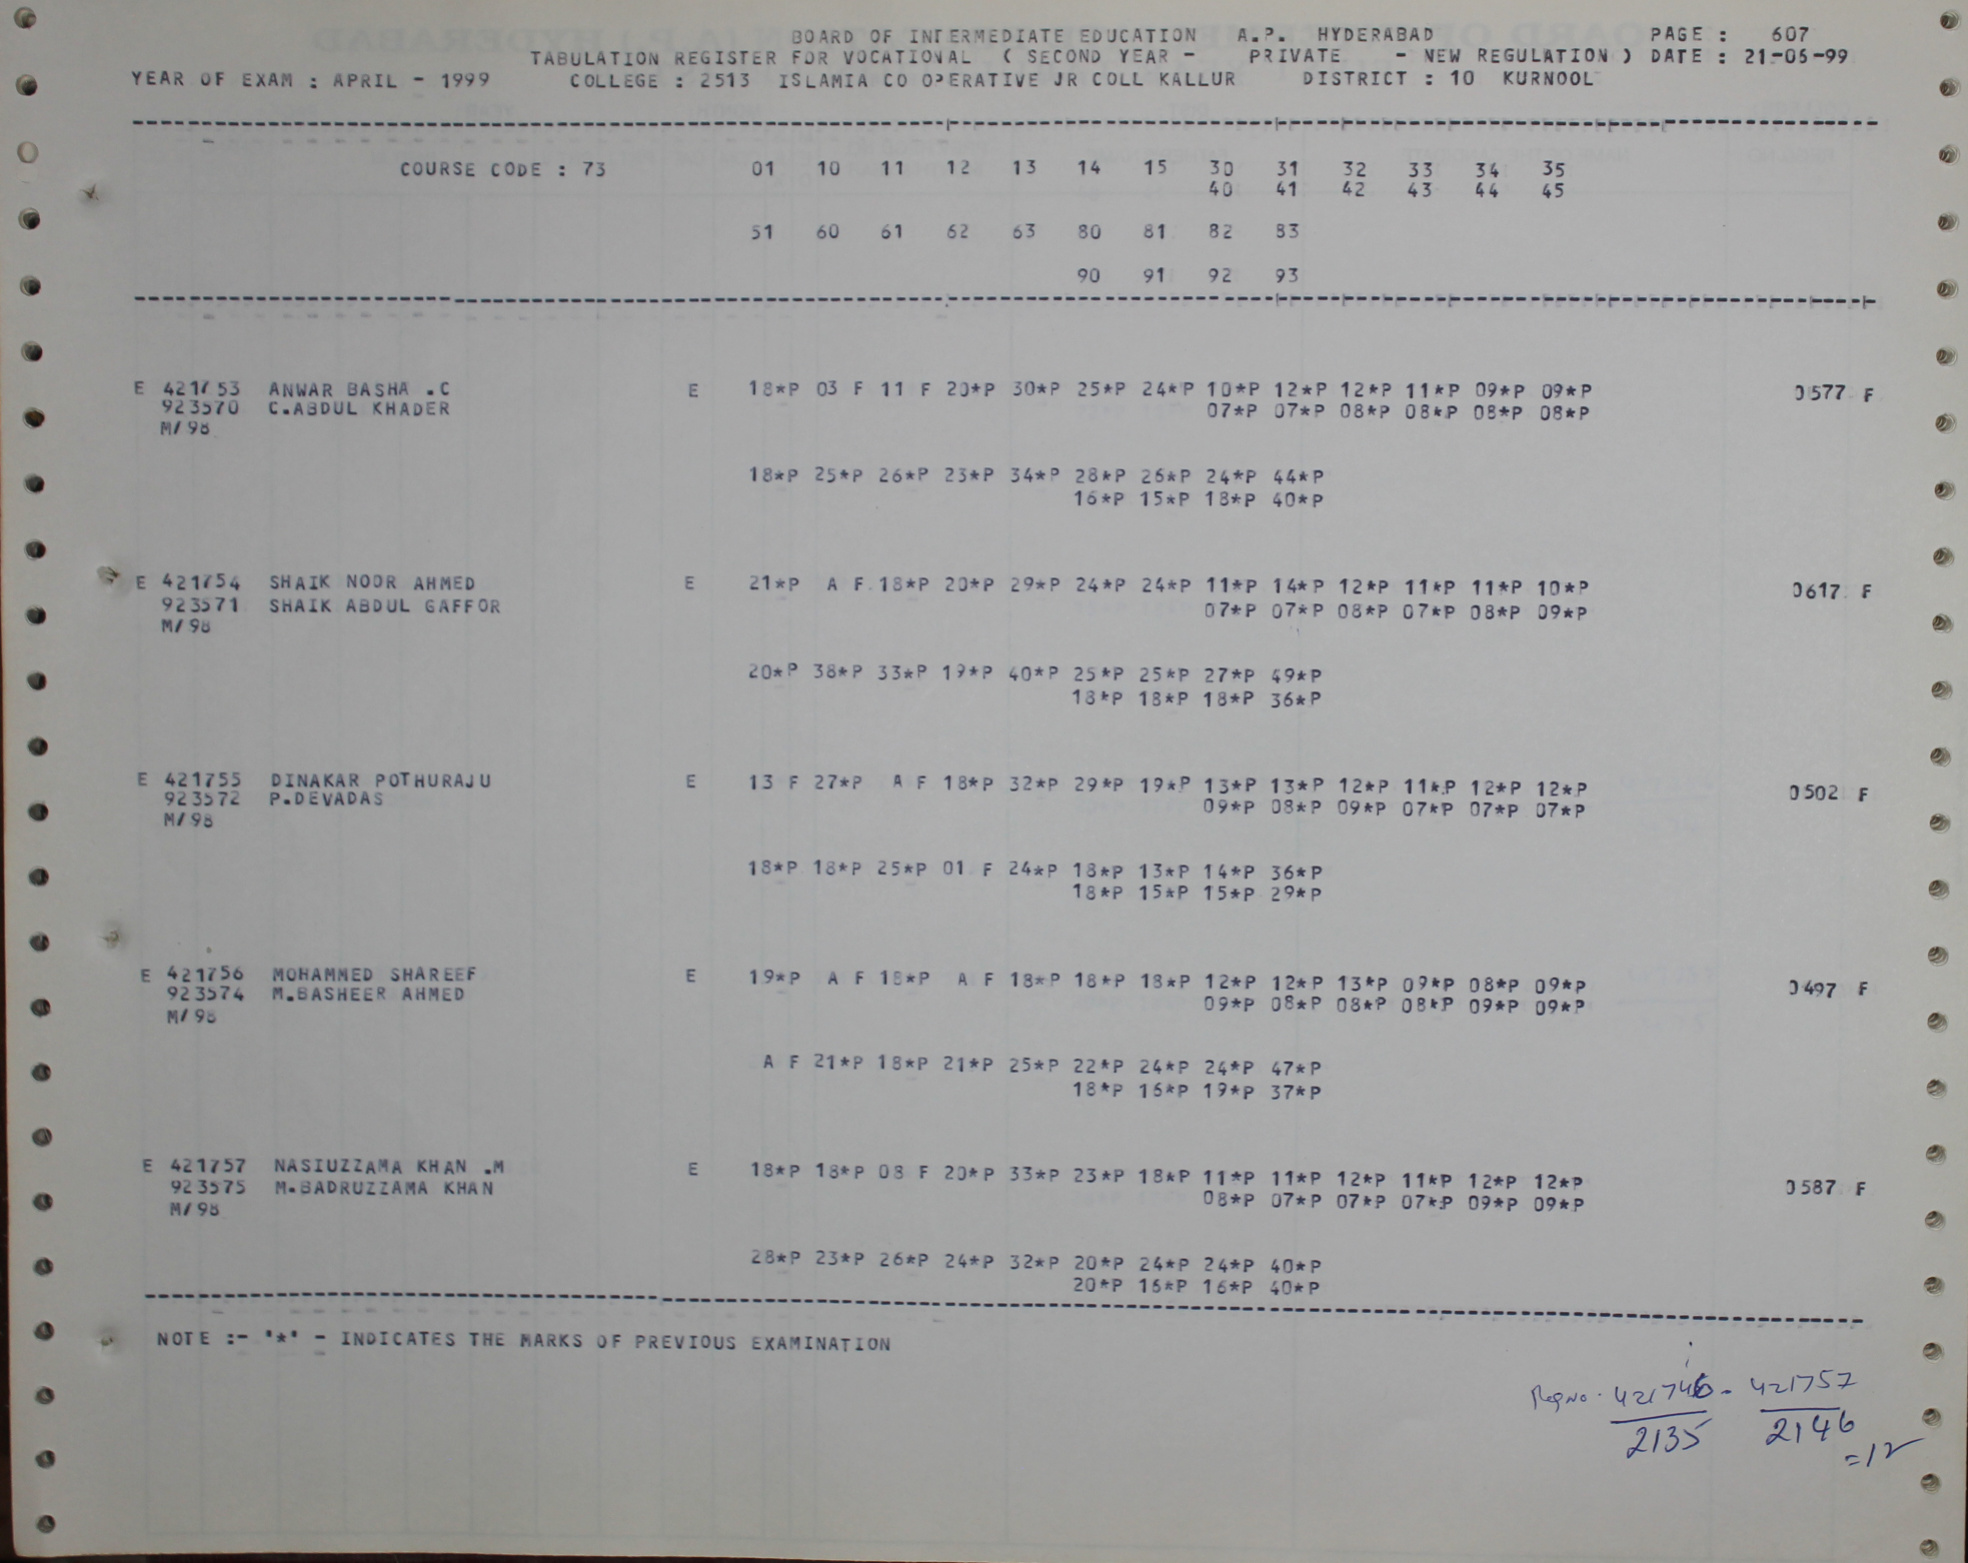 BOARD OF INTERMEDIATE EDUCATION A.P. HYDERABAD PAGE : 607
TABULATION REGISTER FOR VOCATIONAL ( SECOND YEAR - PRIVATE - NEW REGULATION ) DATE : 21-06-99
YEAR OF EXAM : APRIL - 1999 COLLEGE : 2513 ISLAMIA CO OPERATIVE JR COLL KALLUR DISTRICT : 10 KURNOOL
COURSE CODE : 73 01 10 11 12 13 14 15 30 31 32 33 34 35
40 41 42 43 44 45
51 60 61 62 63 80 81 82 83
90 91 92 93
E 421753 ANWAR BASHA .C E 18*P 03 F 11 F 20*P 30*P 25*P 24*P 10*P 12*P 12*P 11*P 09*P 09*P 0577 F
923570 C.ABDUL KHADER 07*P 07*P 08*P 08*P 08*P 08*P
M/98
18*P 25*P 26*P 23*P 34*P 28*P 26*P 24*P 44*P
16*P 15*P 18*P 40*P
E 421754 SHAIK NOOR AHMED E 21*P A F 18*P 20*P 29*P 24*P 24*P 11*P 14*P 12*P 11*P 11*P 10*P 0617 F
923571 SHAIK ABDUL GAFFOR 07*P 07*P 08*P 07*P 08*P 09*P
M/98
20*P 38*P 33*P 19*P 40*P 25*P 25*P 27*P 49*P
18*P 18*P 18*P 36*P
E 421755 DINAKAR POTHURAJU E 13 F 27*P A F 18*P 32*P 29*P 19*P 13*P 13*P 12*P 11*P 12*P 12*P 0502 F
923572 P.DEVADAS 09*P 08*P 09*P 07*P 07*P 07*P
M/98
18*P 18*P 25*P 01 F 24*P 18*P 13*P 14*P 36*P
18*P 15*P 15*P 29*P
E 421756 MOHAMMED SHAREEF E 19*P A F 18*P A F 18*P 18*P 18*P 12*P 12*P 13*P 09*P 08*P 09*P 0497 F
923574 M.BASHEER AHMED 09*P 08*P 08*P 08*P 09*P 09*P
M/98
A F 21*P 18*P 21*P 25*P 22*P 24*P 24*P 47*P
18*P 16*P 19*P 37*P
E 421757 NASIUZZAMA KHAN .M E 18*P 18*P 08 F 20*P 33*P 23*P 18*P 11*P 11*P 12*P 11*P 12*P 12*P 0587 F
923575 M.BADRUZZAMA KHAN 08*P 07*P 07*P 07*P 09*P 09*P
M/98
28*P 23*P 26*P 24*P 32*P 20*P 24*P 24*P 40*P
20*P 16*P 16*P 40*P
NOTE :- '*' - INDICATES THE MARKS OF PREVIOUS EXAMINATION
Regno. 421746 - 421757
2135 2146
=12